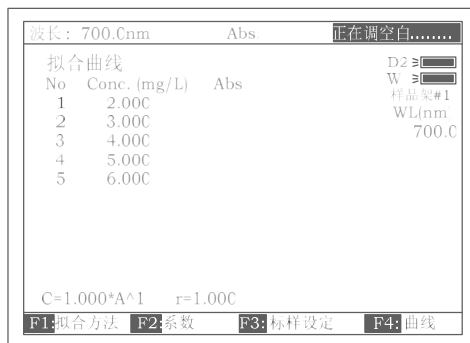 波长: 700.0nm Abs 正在调空白........
拟合曲线
No Conc. (mg/L) Abs
1 2.000
2 3.000
3 4.000
4 5.000
5 6.000
D2
W
样品架#1
WL(nm
700.0
C=1.000*A^1 r=1.000
F1:拟合方法 F2:系数 F3:标样设定 F4:曲线